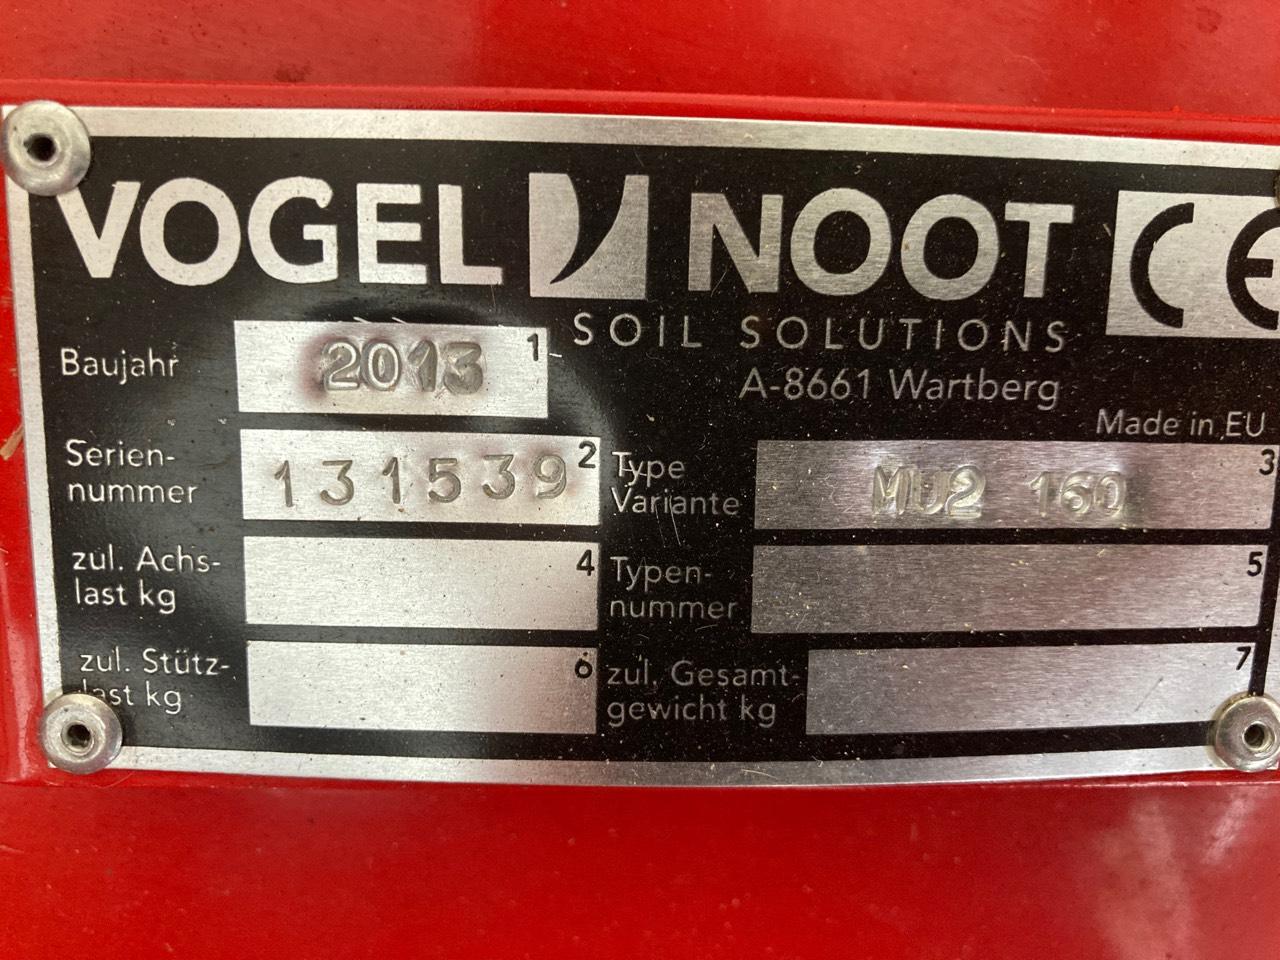 VOGEL NOOT CE
SOIL SOLUTIONS
A-8661 Wartberg
Made in EU
Baujahr 2013 1
Serien-
nummer 131539 2
Type
Variante MU2 160 3
zul. Achs-
last kg 4
Typen-
nummer 5
zul. Stütz-
last kg 6
zul. Gesamt-
gewicht kg 7